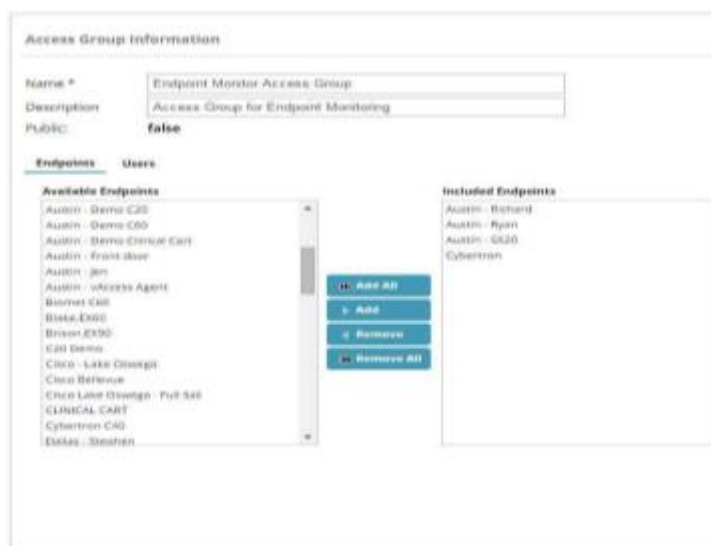 Access Group Information
Name *
Endpoint Monitor Access Group
Description
Access Group for Endpoint Monitoring
Public:
false
Endpoints
Users
Available Endpoints
Austin - Demo C20
Austin - Demo C60
Austin - Demo Clinical Cart
Austin - Front door
Austin - Jen
Austin - vAccess Agent
Biomet C60
Blake.EX60
Brison.EX90
C20 Demo
Cisco - Lake Oswego
Cisco Bellevue
Cisco Lake Oswego - Full Sail
CLINICAL CART
Cybertron C40
Dallas - Stephen
Add All
Add
Remove
Remove All
Included Endpoints
Austin - Richard
Austin - Ryan
Austin - SX20
Cybertron